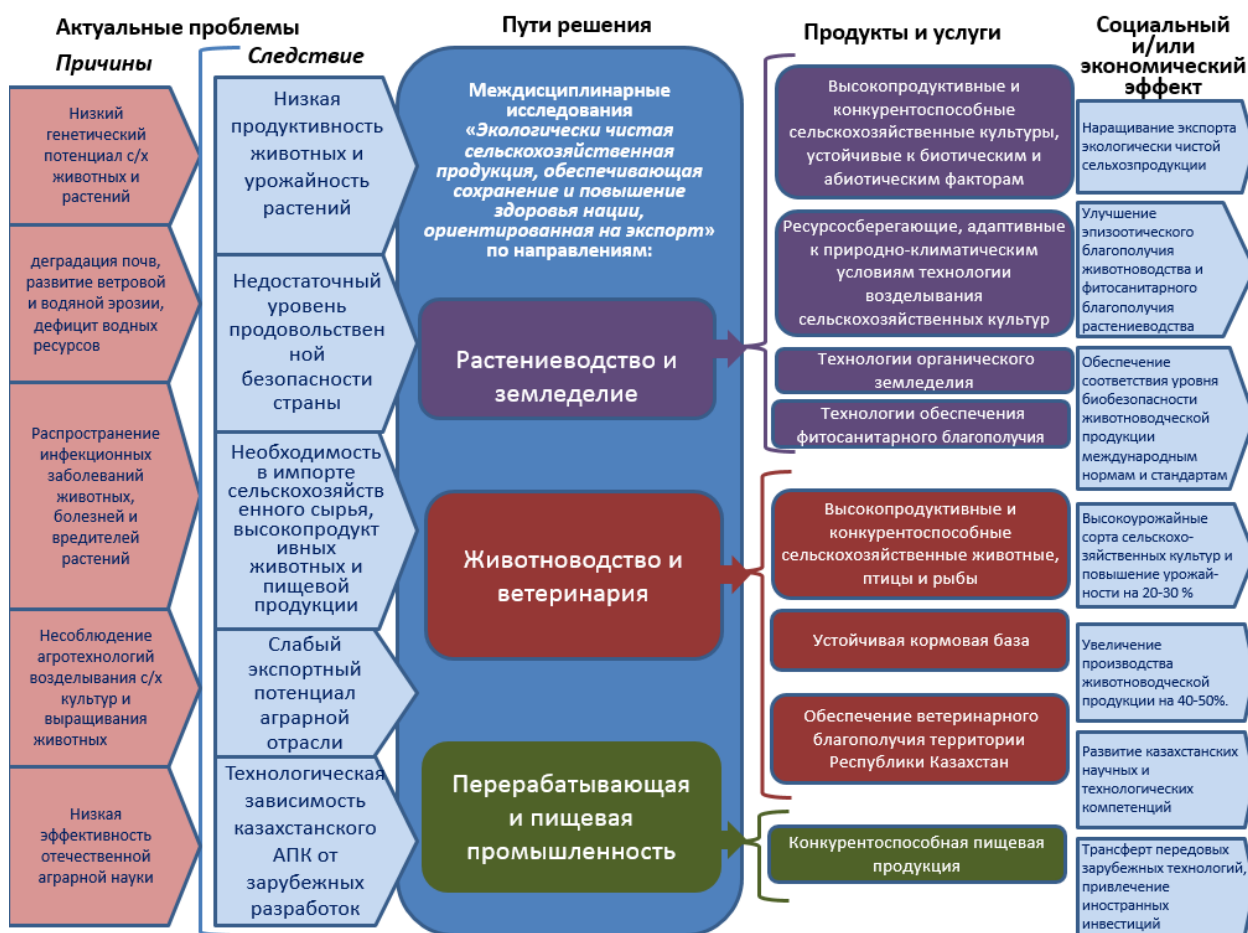 Актуальные проблемы
Причины
Низкий
генетический
потенциал с/х
животных и
растений
деградация почв,
развитие ветровой
и водяной эрозии,
дефицит водных
ресурсов
Распространение
инфекционных
заболеваний
животных,
болезней и
вредителей
растений
Несоблюдение
агротехнологий
возделывания с/х
культур и
выращивания
животных
Низкая
эффективность
отечественной
аграрной науки
Следствие
Низкая
продуктивность
животных и
урожайность
растений
Недостаточный
уровень
продовольствен
ной
безопасности
страны
Необходимость
в импорте
сельскохозяйств
енного сырья,
высокопродукт
ивных
животных и
пищевой
продукции
Слабый
экспортный
потенциал
аграрной
отрасли
Технологическая
зависимость
казахстанского
АПК от
зарубежных
разработок
Пути решения
Междисциплинарные
исследования
«Экологически чистая
сельскохозяйственная
продукция, обеспечивающая
сохранение и повышение
здоровья нации,
ориентированная на экспорт»
по направлениям:
Растениеводство и
земледелие
Животноводство и
ветеринария
Перерабатывающая
и пищевая
промышленность
Продукты и услуги
Высокопродуктивные и
конкурентоспособные
сельскохозяйственные культуры,
устойчивые к биотическим и
абиотическим факторам
Ресурсосберегающие, адаптивные
к природно-климатическим
условиям технологии
возделывания
сельскохозяйственных культур
Технологии органического
земледелия
Технологии обеспечения
фитосанитарного благополучия
Высокопродуктивные и
конкурентоспособные
сельскохозяйственные животные,
птицы и рыбы
Устойчивая кормовая база
Обеспечение ветеринарного
благополучия территории
Республики Казахстан
Конкурентоспособная пищевая
продукция
Социальный
и/или
экономический
эффект
Наращивание экспорта
экологически чистой
сельхозпродукции
Улучшение
эпизоотического
благополучия
животноводства и
фитосанитарного
благополучия
растениеводства
Обеспечение
соответствия уровня
биобезопасности
животноводческой
продукции
международным
нормам и стандартам
Высокоурожайные
сорта сельскохо-
зяйственных культур и
повышение урожай-
ности на 20-30 %
Увеличение
производства
животноводческой
продукции на 40-50%.
Развитие казахстанских
научных и
технологических
компетенций
Трансферт передовых
зарубежных технологий,
привлечение
иностранных
инвестиций